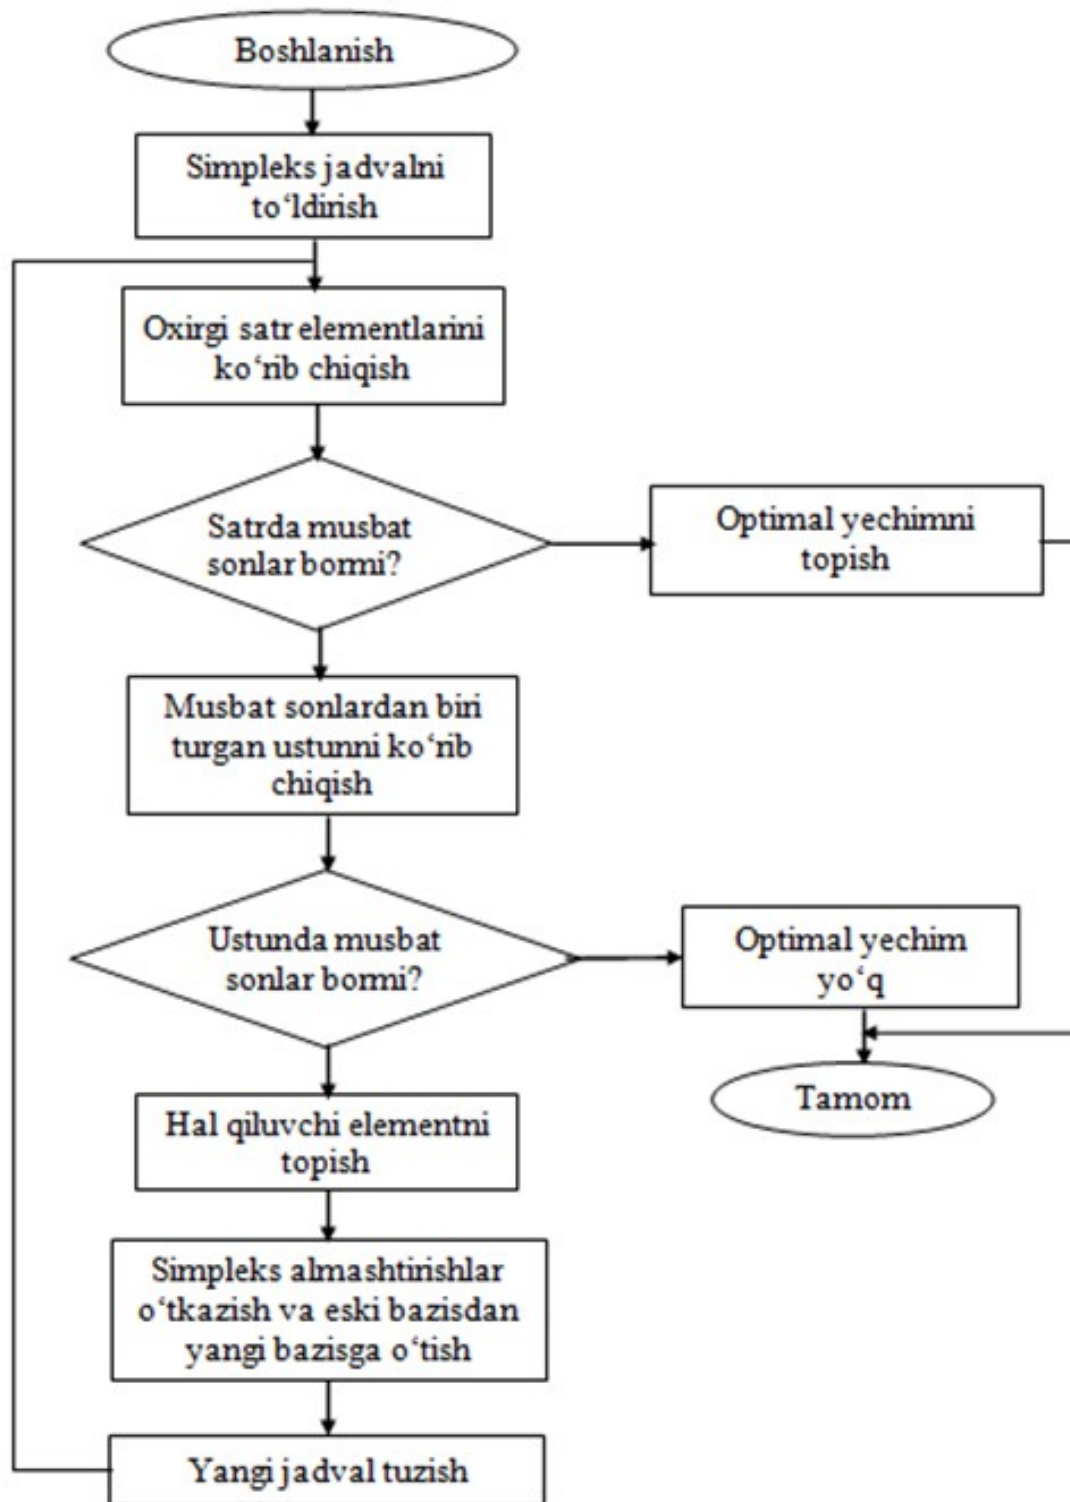 Boshlanish
Simpleks jadvalni
to‘ldirish
Oxirgi satr elementlarini
ko‘rib chiqish
Satrda musbat
sonlar bormi?
Optimal yechimni
topish
Musbat sonlardan biri
turgan ustunni ko‘rib
chiqish
Ustunda musbat
sonlar bormi?
Optimal yechim
yo‘q
Tamom
Hal qiluvchi elementni
topish
Simpleks almashtirishlar
o‘tkazish va eski bazisdan
yangi bazisga o‘tish
Yangi jadval tuzish